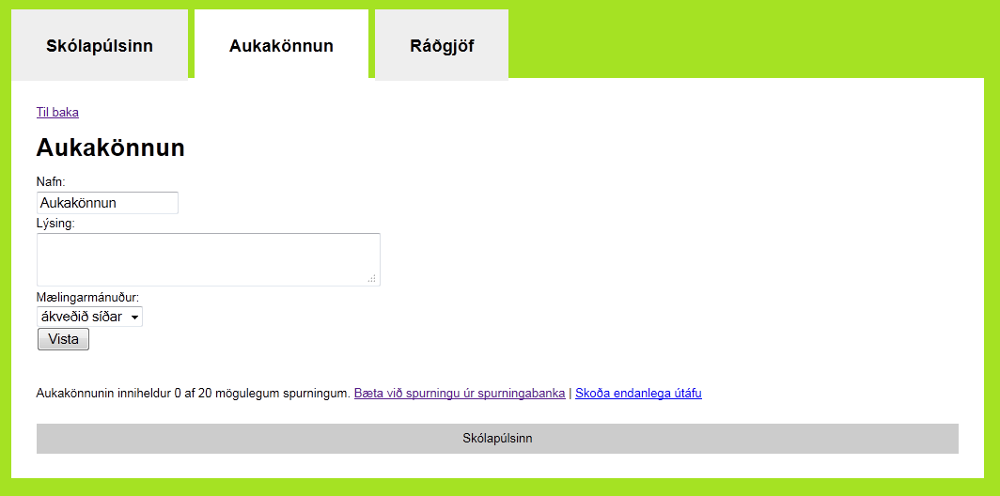 Skólapúlsinn Aukakönnun Ráðgjöf
Til baka
Aukakönnun
Nafn:
Aukakönnun
Lýsing:
Mælingarmánuður:
ákveðið síðar
Vista
Aukakönnunin inniheldur 0 af 20 mögulegum spurningum. Bæta við spurningu úr spurningabanka | Skoða endanlega útáfu
Skólapúlsinn